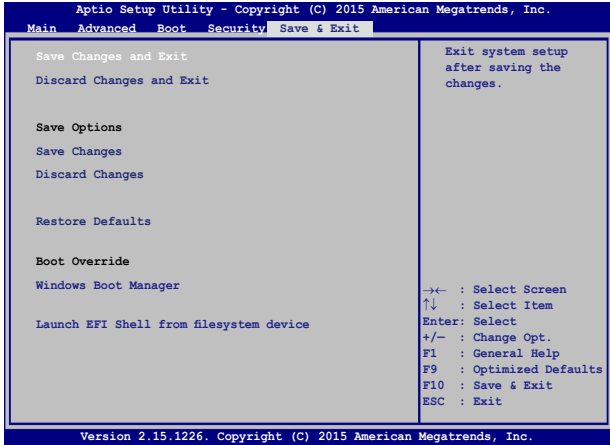 Aptio Setup Utility - Copyright (C) 2015 American Megatrends, Inc.
Main Advanced Boot Security Save & Exit
Save Changes and Exit
Discard Changes and Exit
Save Options
Save Changes
Discard Changes
Restore Defaults
Boot Override
Windows Boot Manager
Launch EFI Shell from filesystem device
Exit system setup
after saving the
changes.
→← : Select Screen
↑↓ : Select Item
Enter: Select
+/— : Change Opt.
F1 : General Help
F9 : Optimized Defaults
F10 : Save & Exit
ESC : Exit
Version 2.15.1226. Copyright (C) 2015 American Megatrends, Inc.